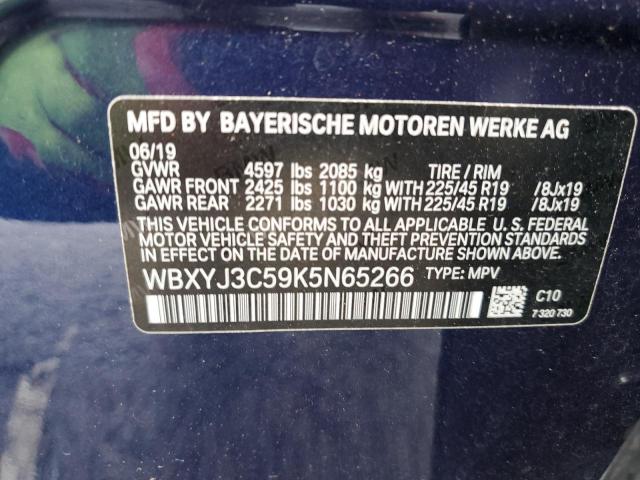 MFD BY BAYERISCHE MOTOREN WERKE AG
06/19
GVWR 4597 lbs 2085 kg TIRE / RIM
GAWR FRONT 2425 lbs 1100 kg WITH 225/45 R19 /8Jx19
GAWR REAR 2271 lbs 1030 kg WITH 225/45 R19 /8Jx19
THIS VEHICLE CONFORMS TO ALL APPLICABLE U. S. FEDERAL
MOTOR VEHICLE SAFETY AND THEFT PREVENTION STANDARDS
IN EFFECT ON THE DATE OF MANUFACTURE SHOWN ABOVE.
WBXYJ3C59K5N65266 TYPE: MPV
C10
7 320 730